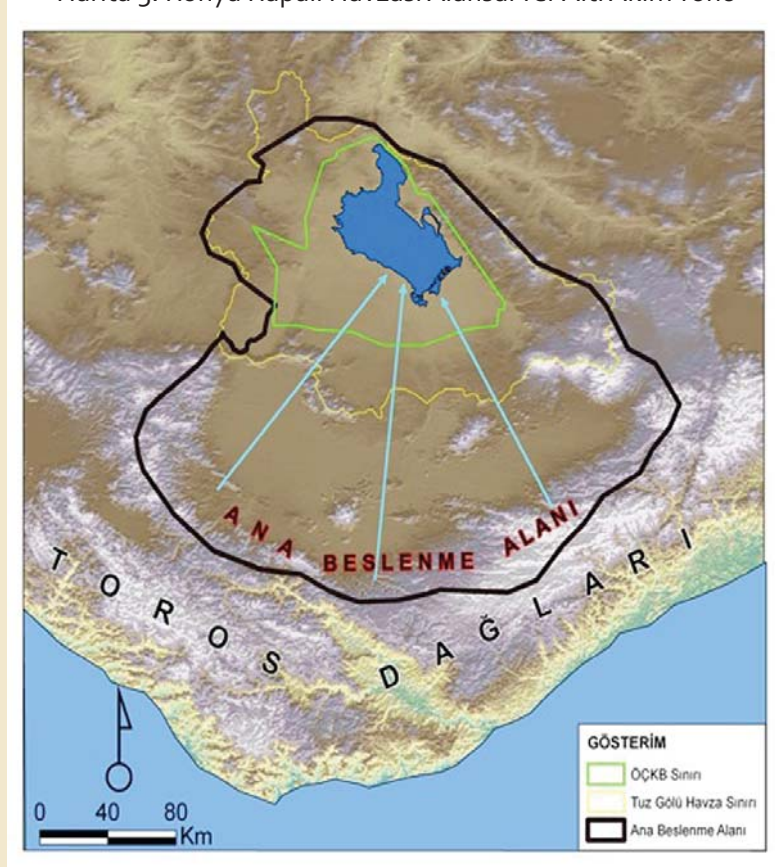 ANA BESLENME ALANI
TOROS DAĞLARI
0 40 80
Km
GÖSTERİM
ÖÇKB Sınırı
Tuz Gölü Havza Sınırı
Ana Beslenme Alanı